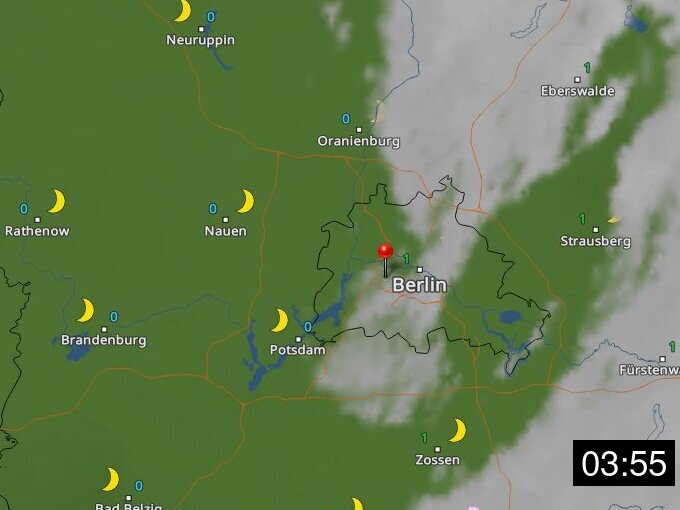 0
Neuruppin
1
Eberswalde
0
Oranienburg
0
Rathenow
0
Nauen
1
Strausberg
1
Berlin
0
Brandenburg
0
Potsdam
1
Fürstenwa
1
Zossen
03:55
0
Bad Belzig